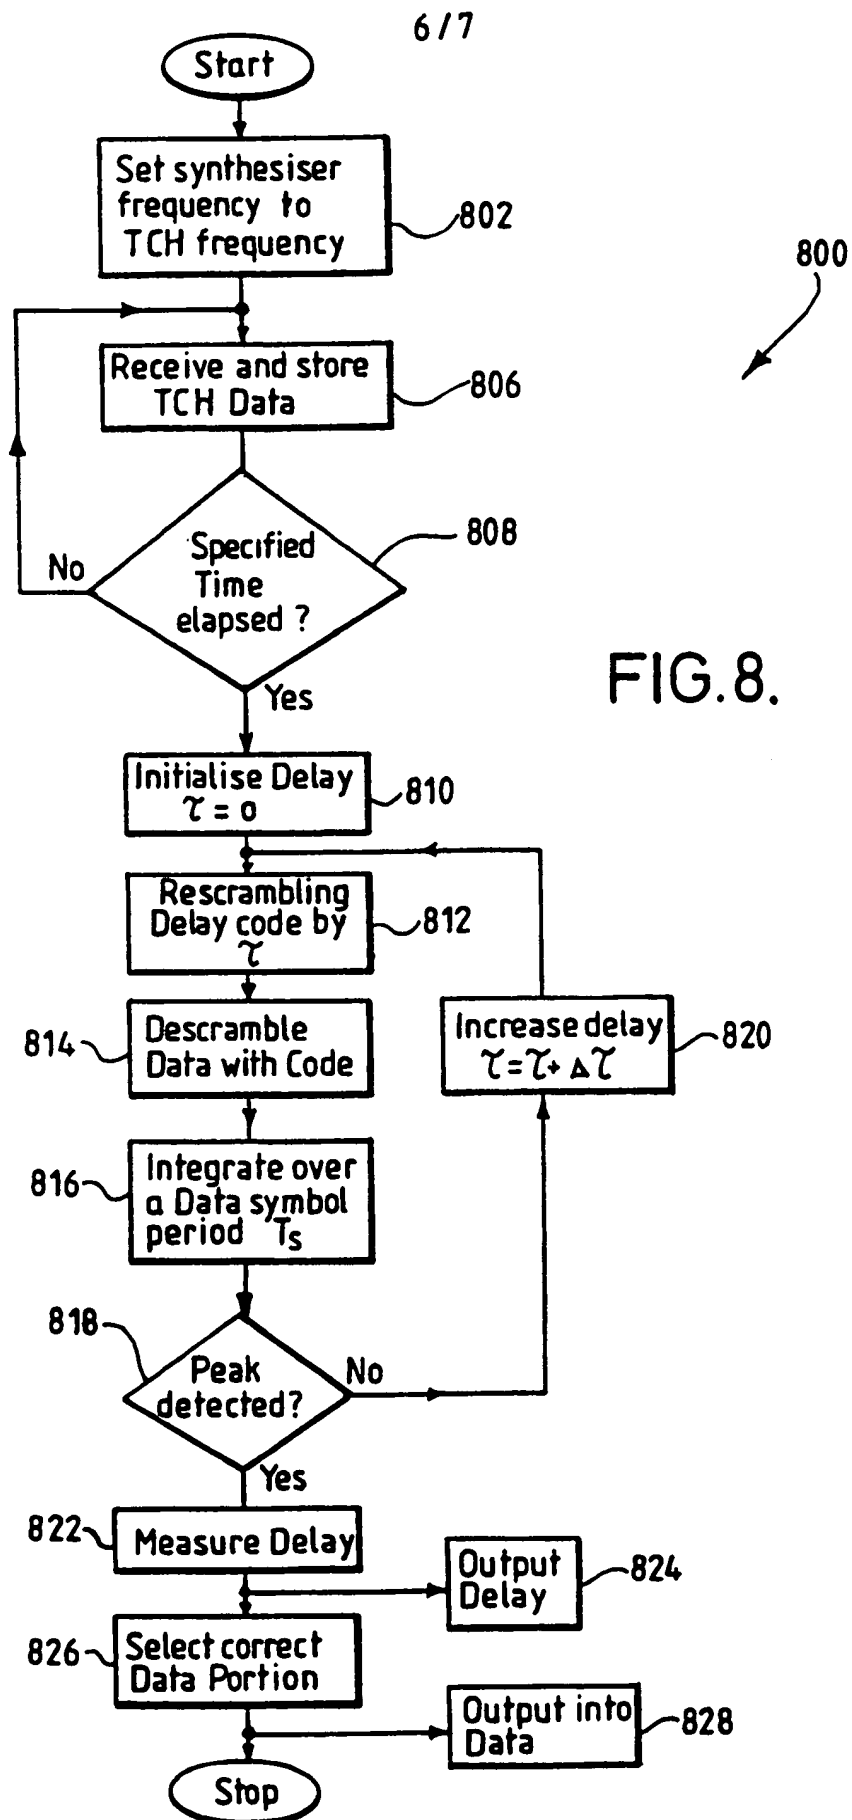 6/7
Start
Set synthesiser
frequency to
TCH frequency
802
800
Receive and store
TCH Data
806
Specified
Time
elapsed ?
808
No
Yes
FIG.8.
Initialise Delay
τ = 0
810
Rescrambling
Delay code by
τ
812
Descramble
Data with Code
814
Increase delay
τ = τ + Δτ
820
Integrate over
a Data symbol
period Ts
816
818
Peak
detected?
No
Yes
822
Measure Delay
Output
Delay
824
826
Select correct
Data Portion
Output into
Data
828
Stop